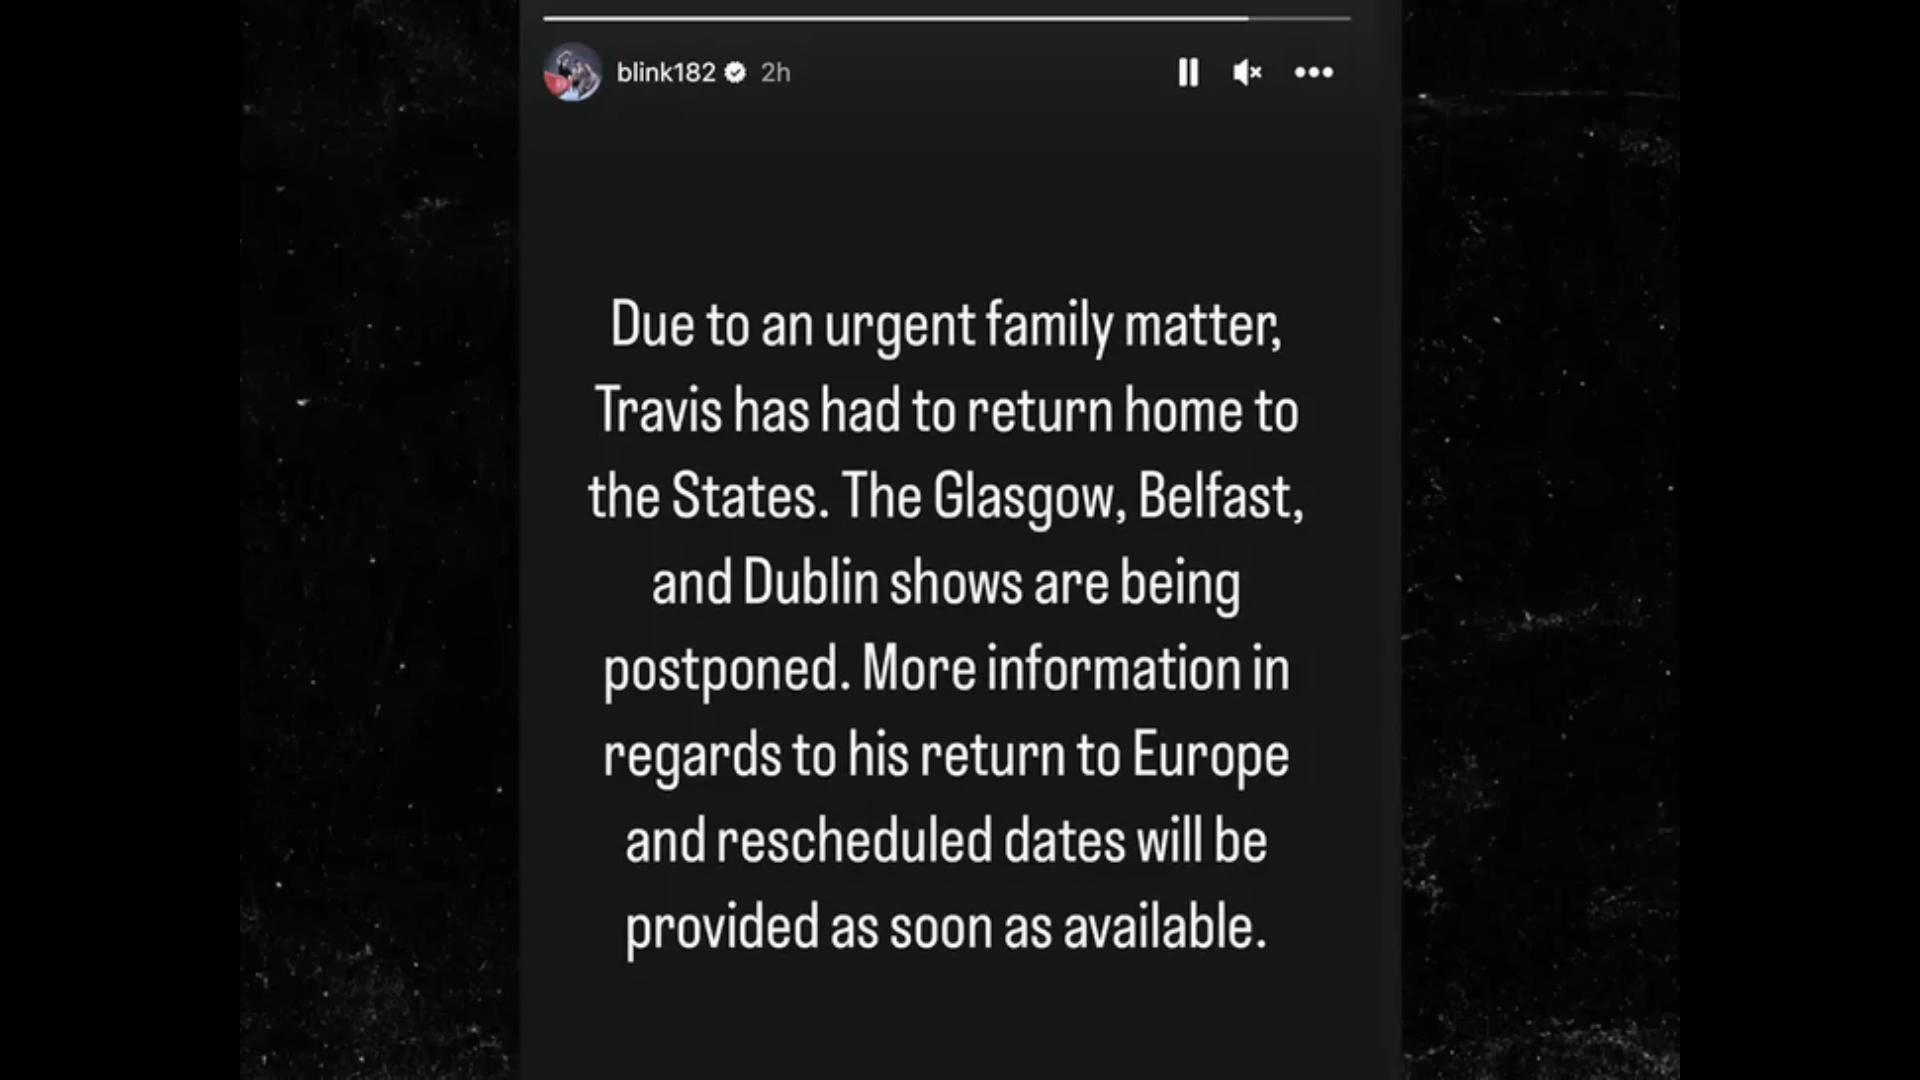 blink182 2h
Due to an urgent family matter,
Travis has had to return home to
the States. The Glasgow, Belfast,
and Dublin shows are being
postponed. More information in
regards to his return to Europe
and rescheduled dates will be
provided as soon as available.